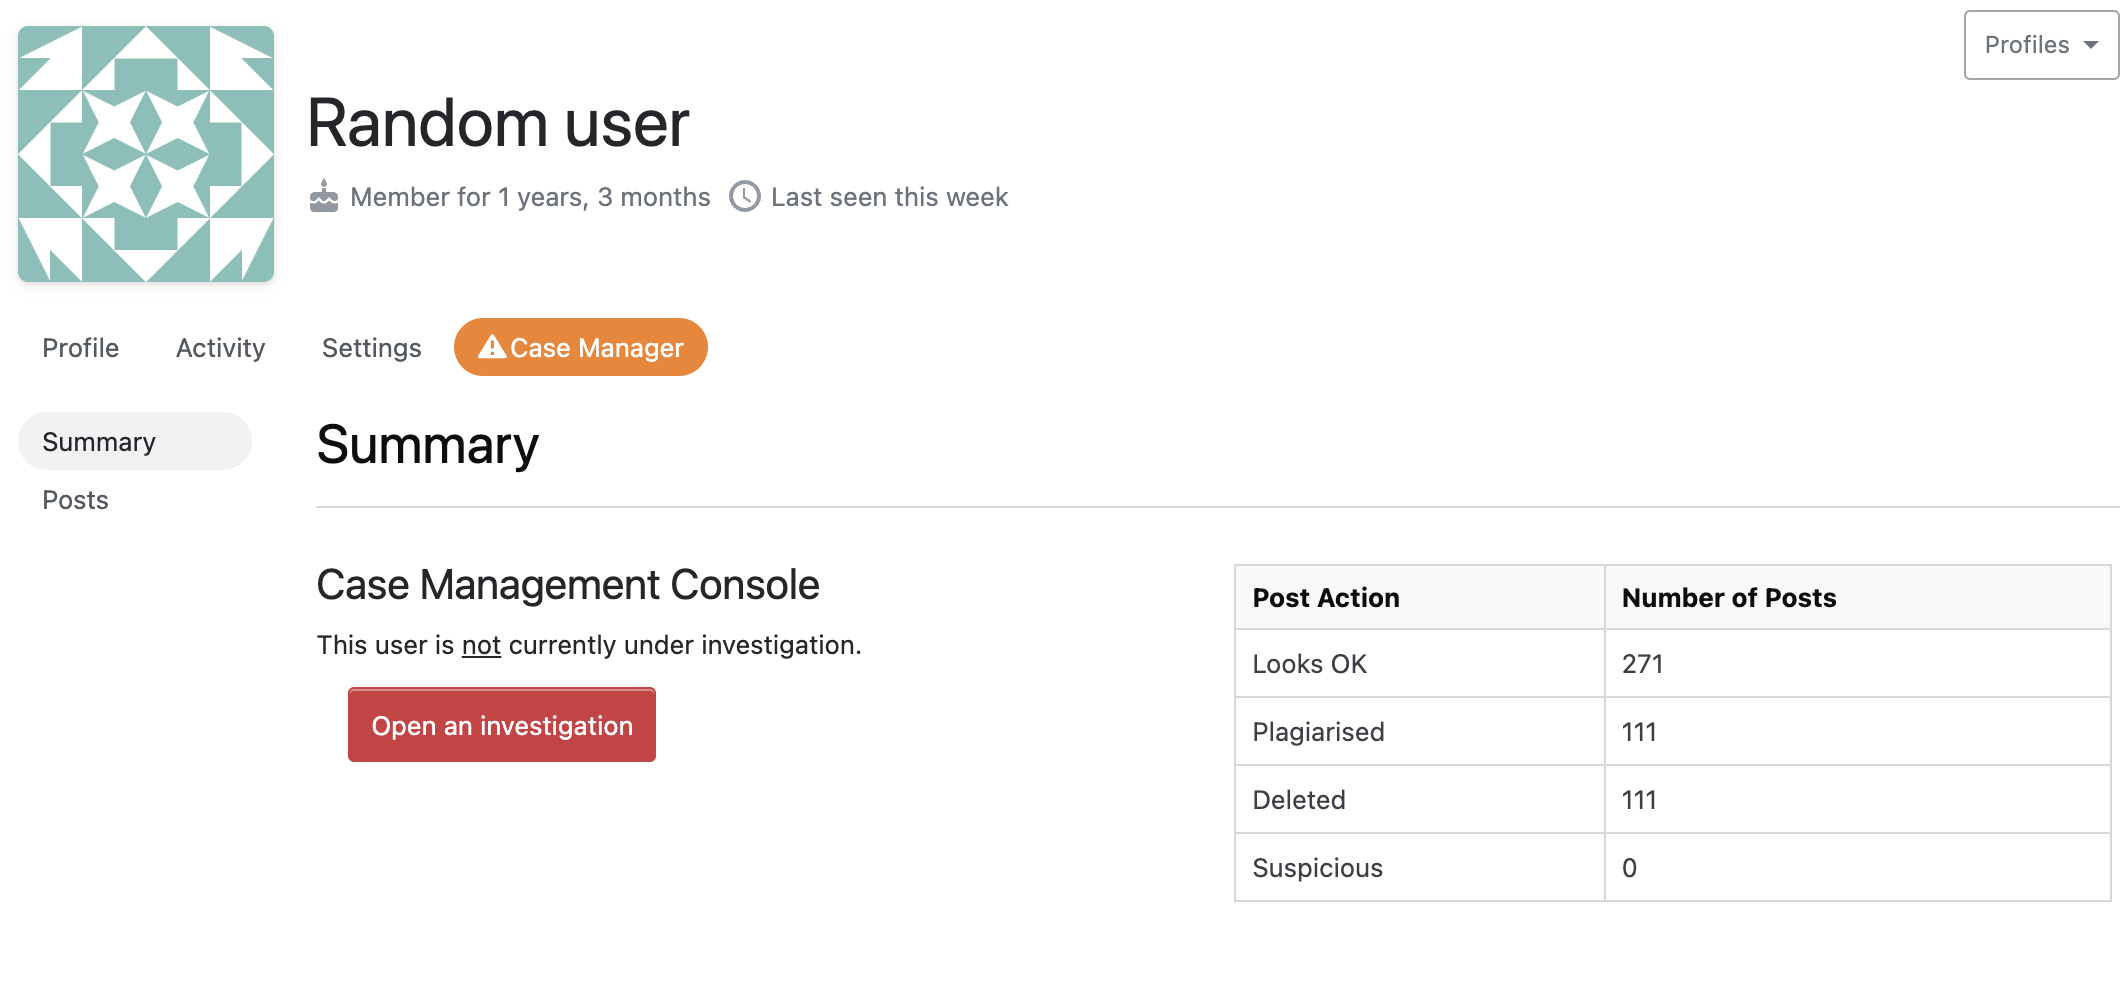 Profiles
Random user
Member for 1 years, 3 months Last seen this week
Profile Activity Settings Case Manager
Summary
Posts
Summary
Case Management Console
This user is not currently under investigation.
Open an investigation
Post Action Number of Posts
Looks OK 271
Plagiarised 111
Deleted 111
Suspicious 0